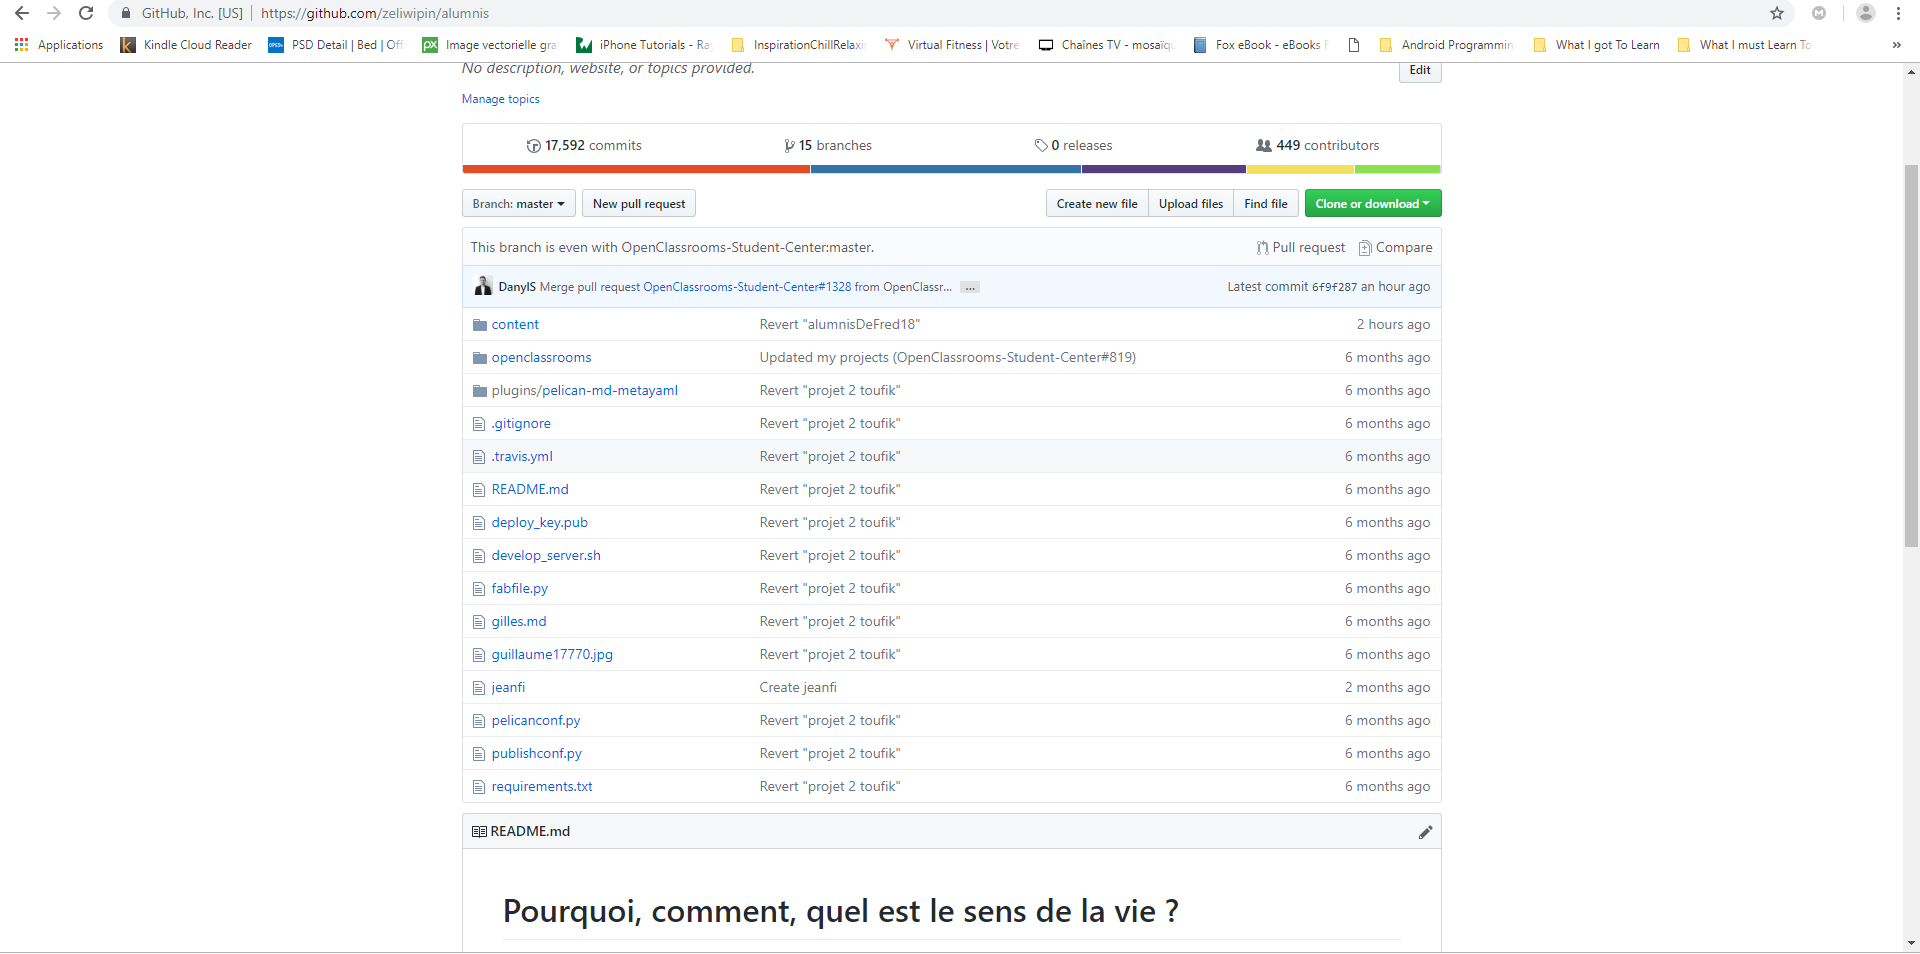 GitHub, Inc. [US] https://github.com/zeliwipin/alumnis
Applications Kindle Cloud Reader PSD Detail | Bed | Off Image vectorielle gra iPhone Tutorials - Ra InspirationChillRelaxi Virtual Fitness | Votre Chaînes TV - mosaïqu Fox eBook - eBooks F Android Programmin What I got To Learn What I must Learn To »
No description, website, or topics provided. Edit
Manage topics
17,592 commits 15 branches 0 releases 449 contributors
Branch: master New pull request Create new file Upload files Find file Clone or download
This branch is even with OpenClassrooms-Student-Center:master. Pull request Compare
DanyIS Merge pull request OpenClassrooms-Student-Center#1328 from OpenClassr... ... Latest commit 6f9f287 an hour ago
content Revert "alumnisDeFred18" 2 hours ago
openclassrooms Updated my projects (OpenClassrooms-Student-Center#819) 6 months ago
plugins/pelican-md-metayaml Revert "projet 2 toufik" 6 months ago
.gitignore Revert "projet 2 toufik" 6 months ago
.travis.yml Revert "projet 2 toufik" 6 months ago
README.md Revert "projet 2 toufik" 6 months ago
deploy_key.pub Revert "projet 2 toufik" 6 months ago
develop_server.sh Revert "projet 2 toufik" 6 months ago
fabfile.py Revert "projet 2 toufik" 6 months ago
gilles.md Revert "projet 2 toufik" 6 months ago
guillaume17770.jpg Revert "projet 2 toufik" 6 months ago
jeanfi Create jeanfi 2 months ago
pelicanconf.py Revert "projet 2 toufik" 6 months ago
publishconf.py Revert "projet 2 toufik" 6 months ago
requirements.txt Revert "projet 2 toufik" 6 months ago
README.md
Pourquoi, comment, quel est le sens de la vie ?